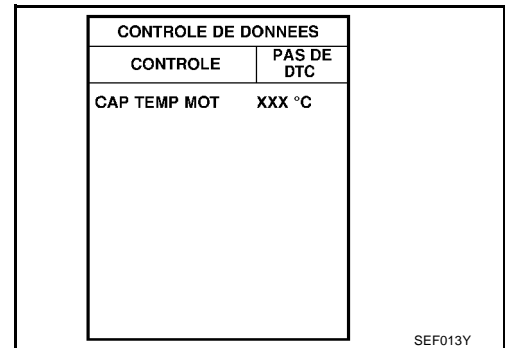 CONTROLE DE DONNEES
CONTROLE PAS DE DTC
CAP TEMP MOT XXX °C
SEF013Y